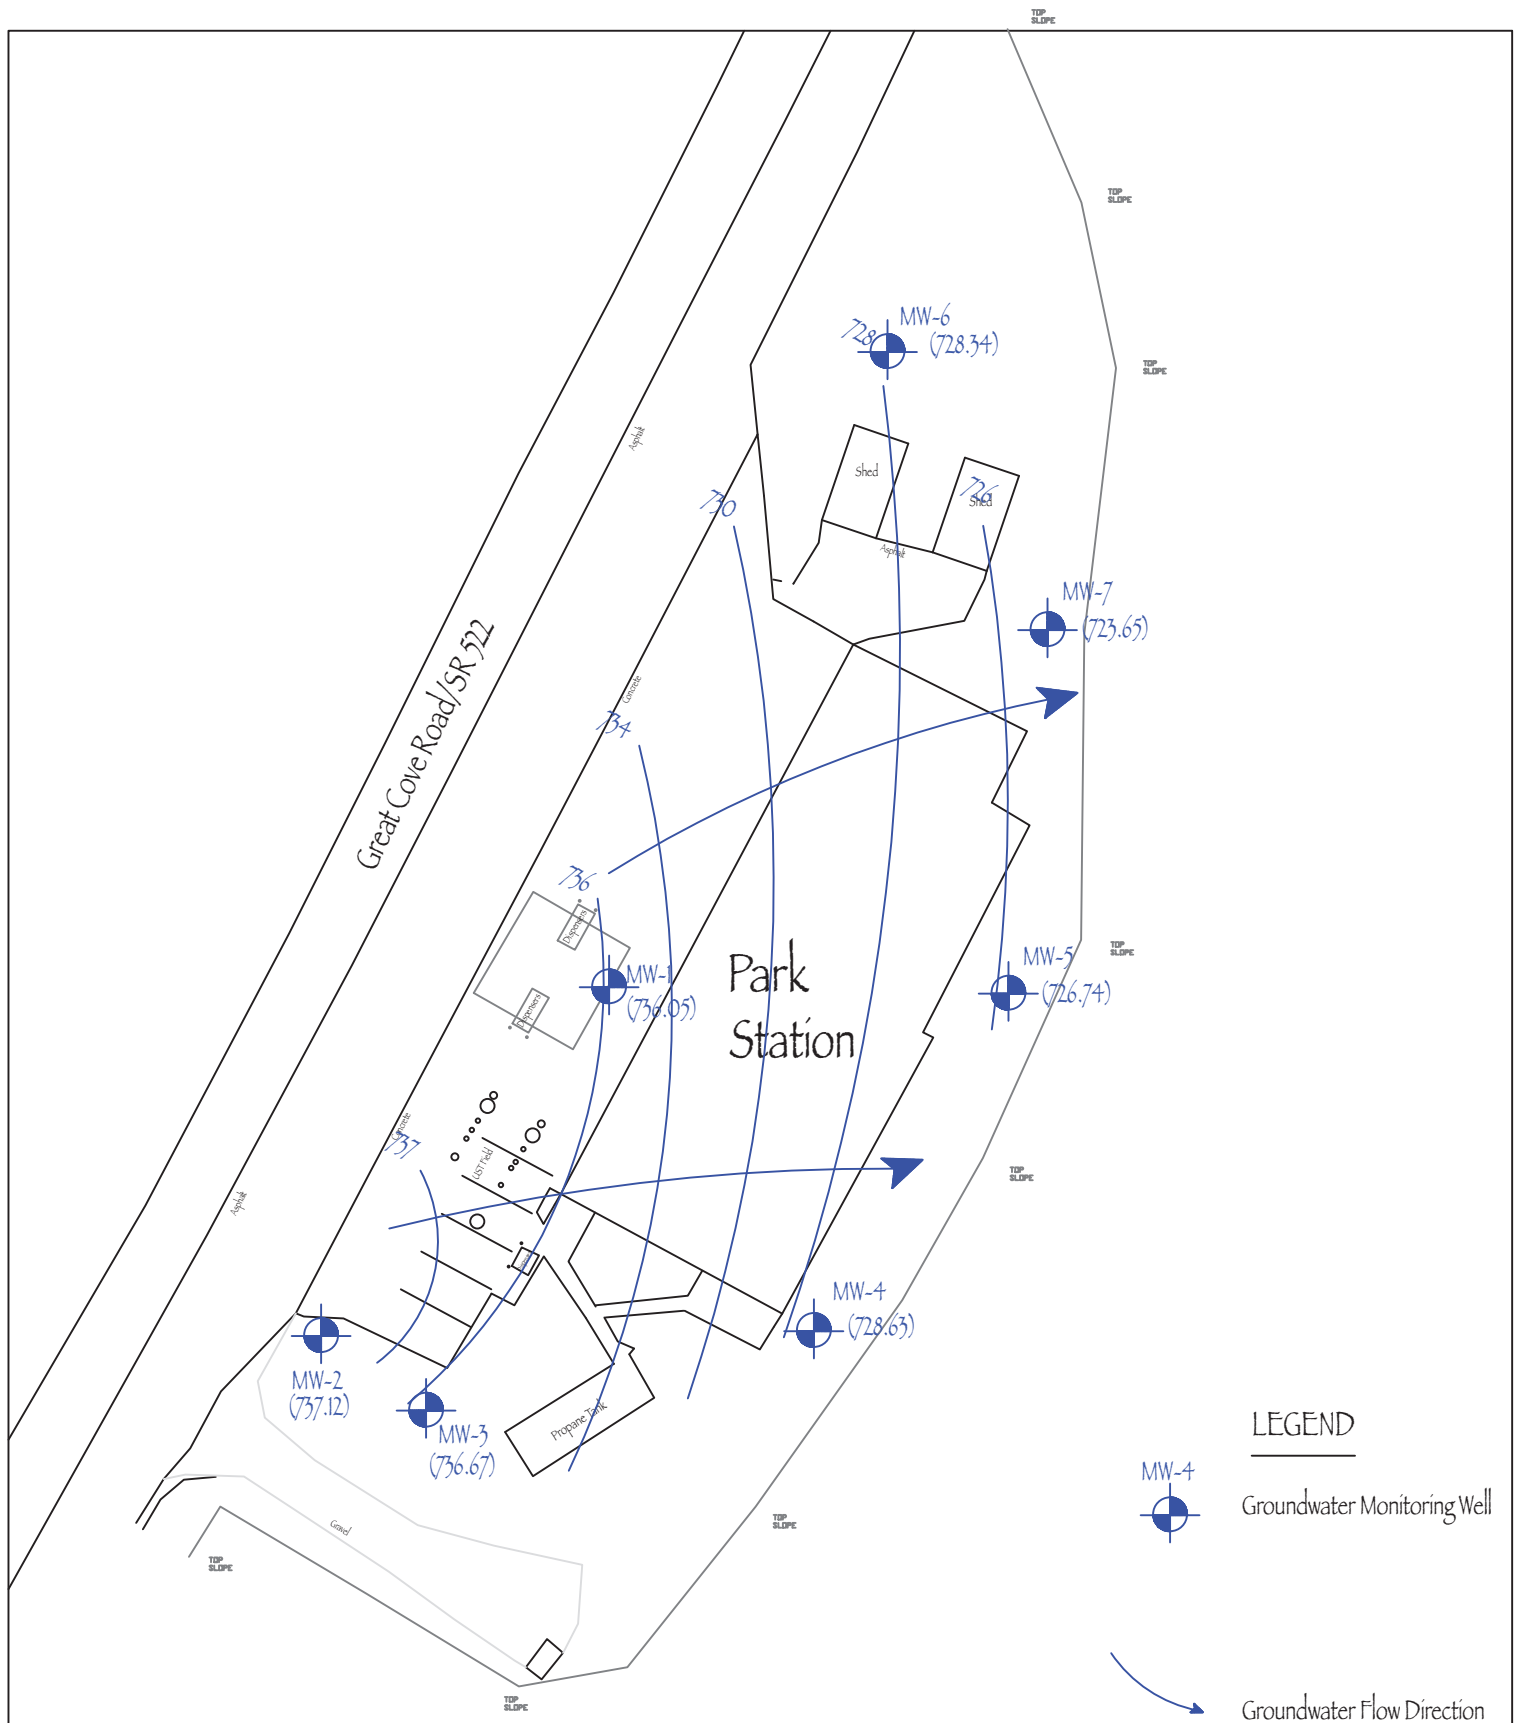 TOP
SLOPE
TOP
SLOPE
MW-6
728
(728.34)
TOP
SLOPE
Asphalt
Shed
726
Shed
730
Asphalt
MW-7
(723.65)
Great Cove Road/SR 522
Concrete
734
736
Dispensers
TOP
SLOPE
Park
Station
MW-5
(726.74)
MW-1
(736.05)
Dispensers
Concrete
737
UST Field
TOP
SLOPE
Asphalt
MW-4
(728.63)
MW-2
(737.12)
MW-3
(736.67)
Propane Tank
LEGEND
MW-4
Groundwater Monitoring Well
Gravel
TOP
SLOPE
TOP
SLOPE
TOP
SLOPE
Groundwater Flow Direction